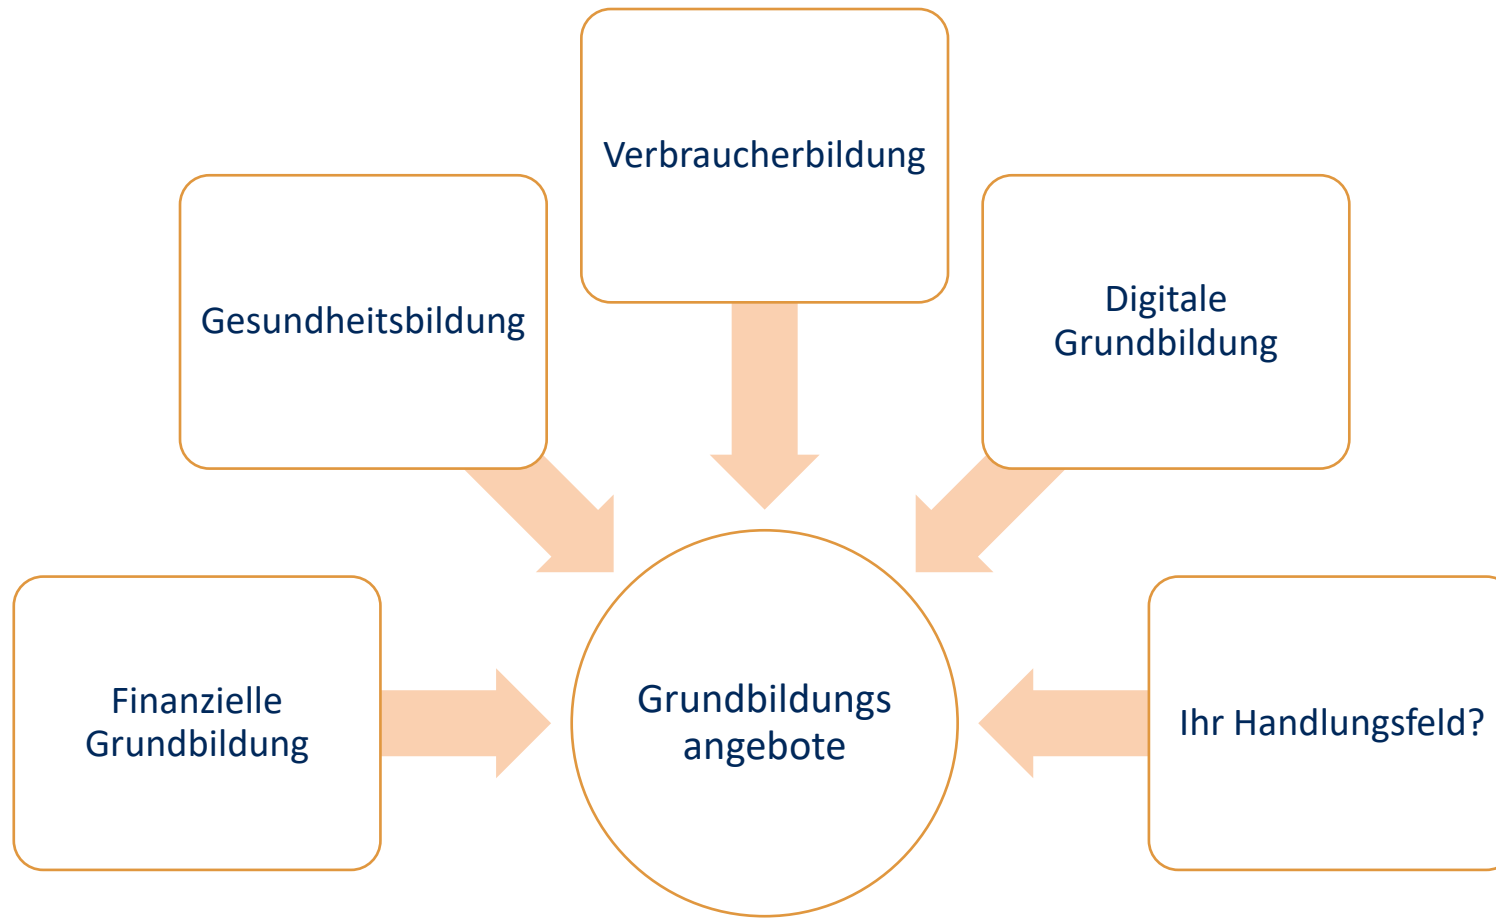 Verbraucherbildung
Gesundheitsbildung
Digitale
Grundbildung
Finanzielle
Grundbildung
Grundbildungs
angebote
Ihr Handlungsfeld?